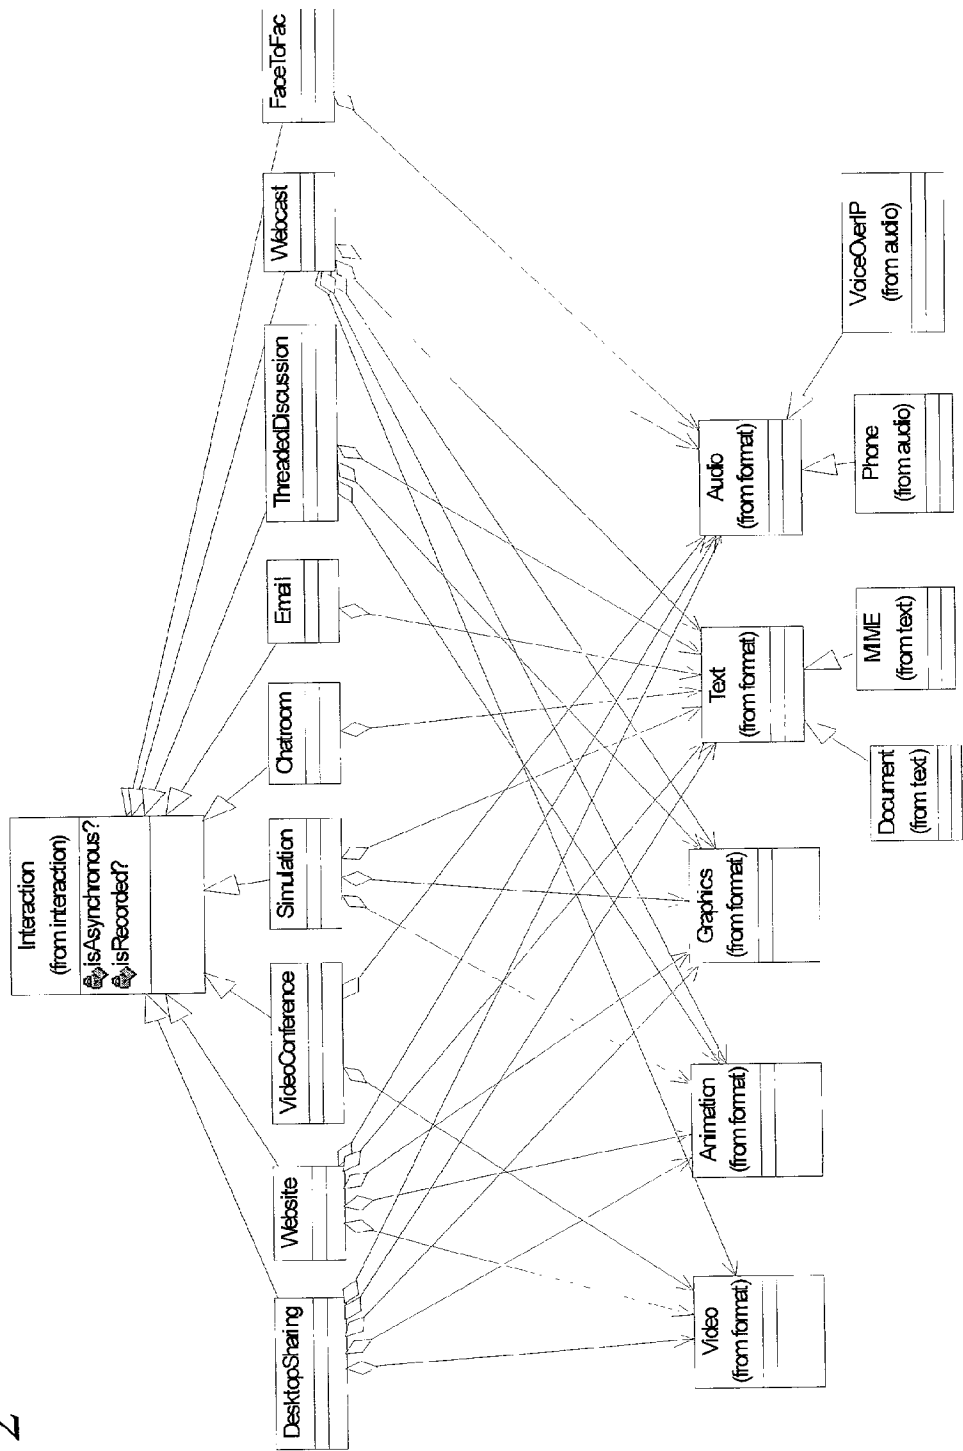 Interaction
(from interaction)
isAsynchronous?
isRecorded?
DesktopSharing
Website
VideoConference
Simulation
Chatroom
Email
ThreadedDiscussion
Webcast
FaceToFac
Video
(from format)
Animation
(from format)
Graphics
(from format)
Text
(from format)
Audio
(from format)
Document
(from text)
MIME
(from text)
Phone
(from audio)
VoiceOverIP
(from audio)